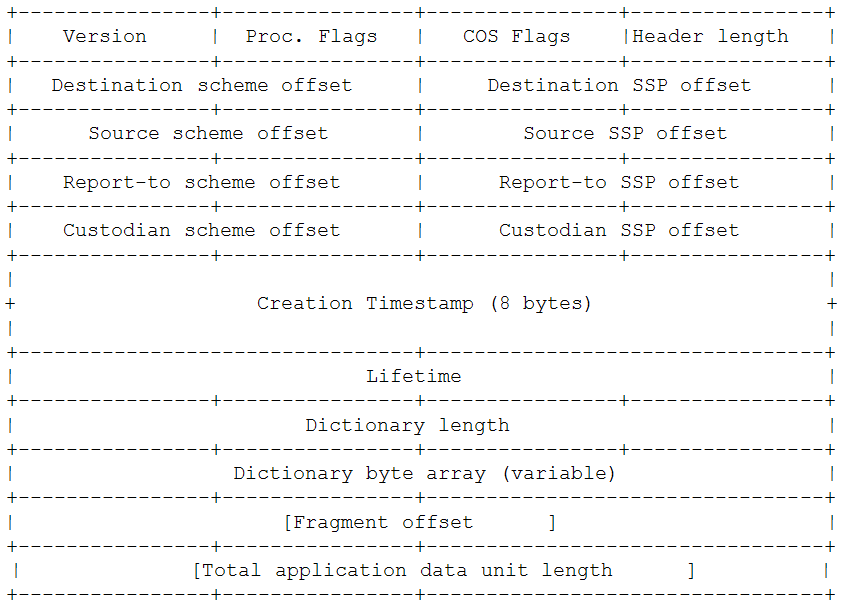 +----------------+----------------+----------------+----------------+
|    Version     |  Proc. Flags   |   COS Flags    |Header length   |
+----------------+----------------+----------------+----------------+
|   Destination scheme offset     |     Destination SSP offset      |
+----------------+----------------+----------------+----------------+
|      Source scheme offset       |        Source SSP offset        |
+----------------+----------------+----------------+----------------+
|    Report-to scheme offset      |      Report-to SSP offset       |
+----------------+----------------+----------------+----------------+
|    Custodian scheme offset      |      Custodian SSP offset       |
+----------------+----------------+----------------+----------------+
|                                                                   |
+                    Creation Timestamp (8 bytes)                   +
|                                                                   |
+---------------------------------+---------------------------------+
|                             Lifetime                              |
+----------------+----------------+----------------+----------------+
|                        Dictionary length                          |
+----------------+----------------+----------------+----------------+
|                  Dictionary byte array (variable)                 |
+----------------+----------------+---------------------------------+
|                      [Fragment offset      ]                      |
+----------------+----------------+---------------------------------+
|              [Total application data unit length      ]          |
+----------------+----------------+---------------------------------+